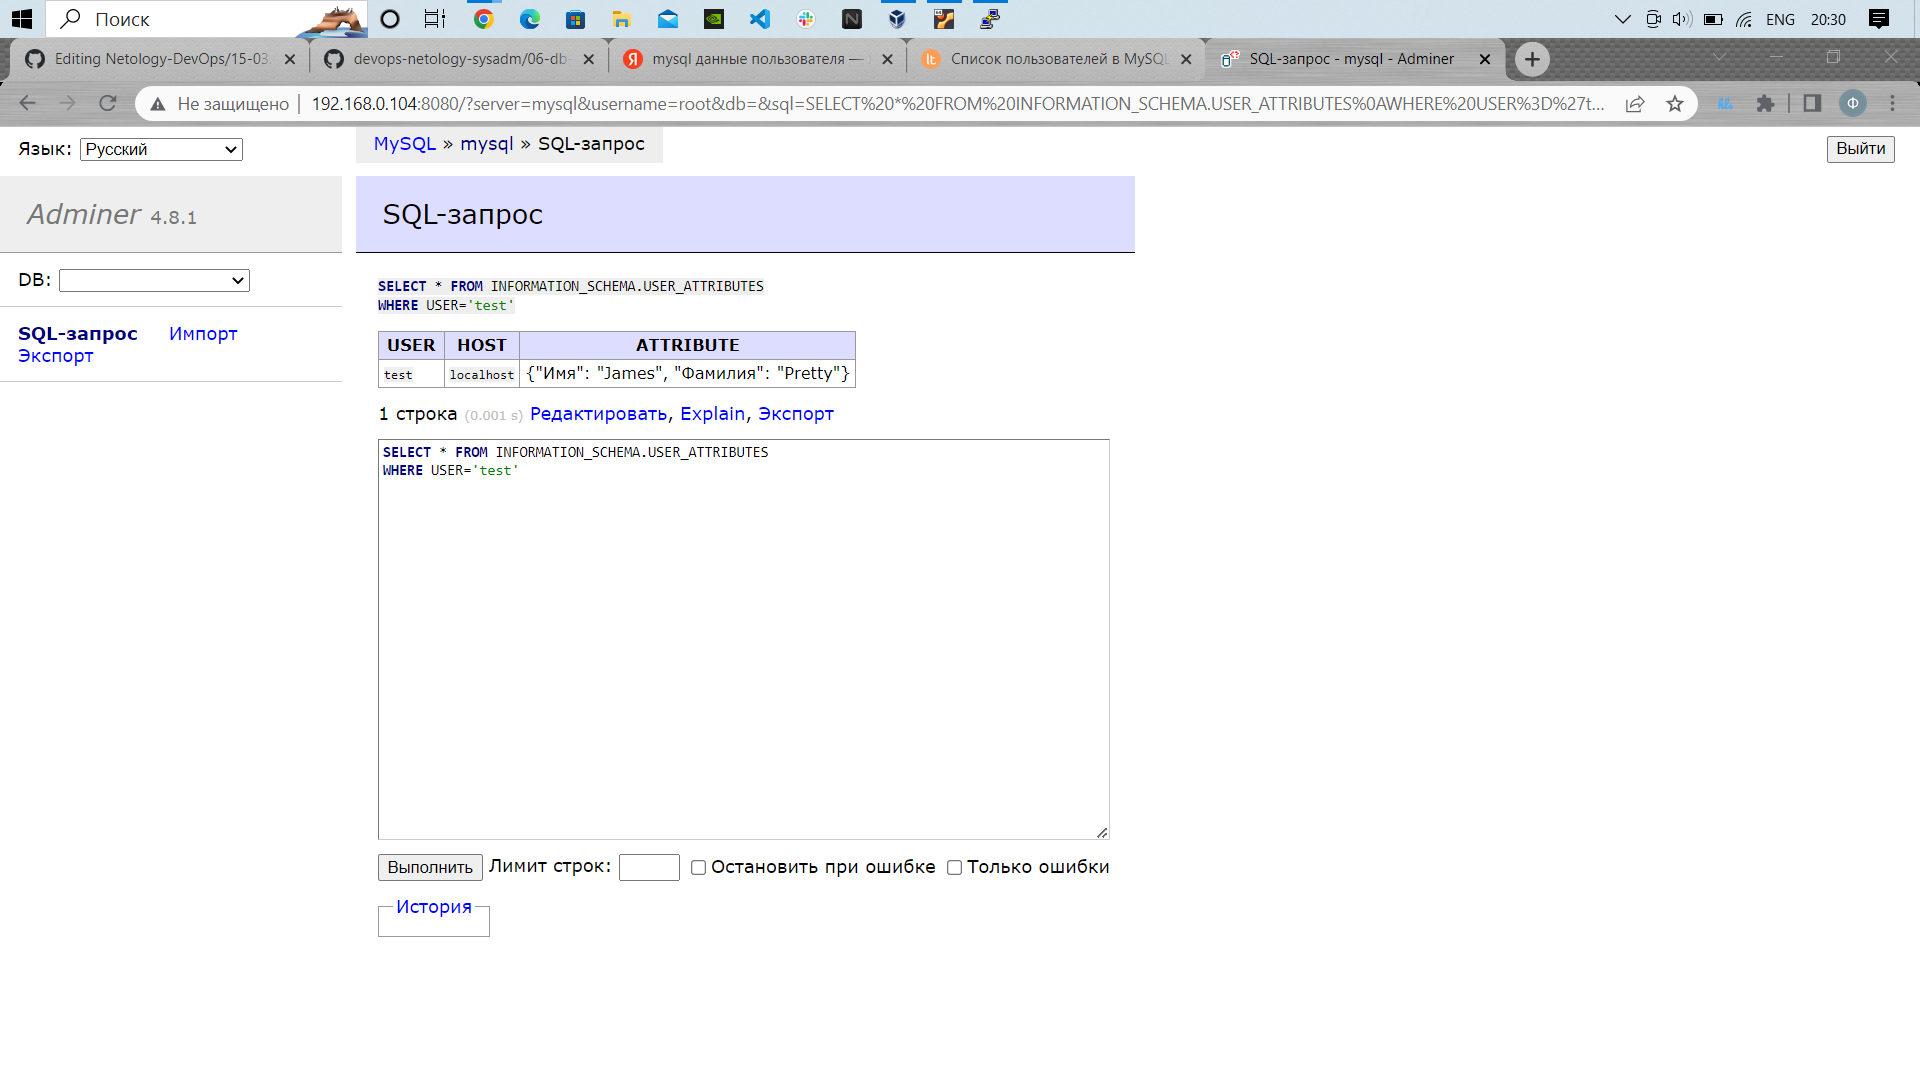 Поиск
ENG 20:30
Editing Netology-DevOps/15-03
devops-netology-sysadm/06-db-
mysql данные пользователя —
Список пользователей в MySQL
SQL-запрос - mysql - Adminer
Не защищено
192.168.0.104:8080/?server=mysql&username=root&db=&sql=SELECT%20*%20FROM%20INFORMATION_SCHEMA.USER_ATTRIBUTES%0AWHERE%20USER%3D%27t...
Ф
Язык: Русский
MySQL » mysql » SQL-запрос
Выйти
Adminer 4.8.1
SQL-запрос
DB:
SQL-запрос Импорт
Экспорт
SELECT * FROM INFORMATION_SCHEMA.USER_ATTRIBUTES
WHERE USER='test'
USER HOST ATTRIBUTE
test localhost {"Имя": "James", "Фамилия": "Pretty"}
1 строка (0.001 s) Редактировать, Explain, Экспорт
SELECT * FROM INFORMATION_SCHEMA.USER_ATTRIBUTES
WHERE USER='test'
Выполнить Лимит строк: Остановить при ошибке Только ошибки
История